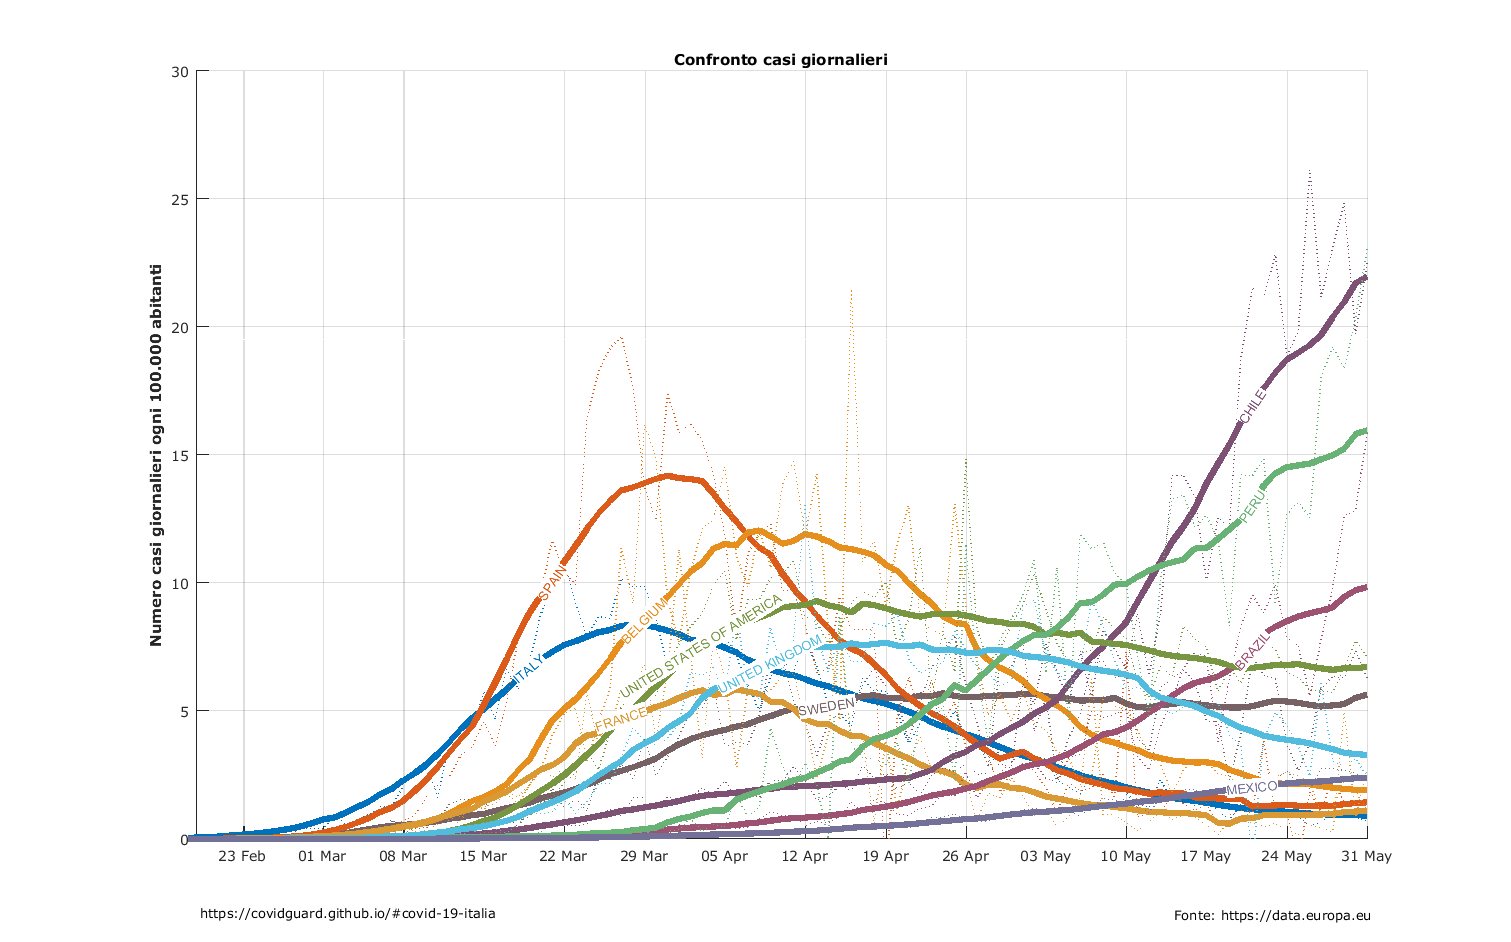 Confronto casi giornalieri
Numero casi giornalieri ogni 100.000 abitanti
30
25
20
15
10
5
0
CHILE
PERU
SPAIN
BELGIUM
UNITED STATES OF AMERICA
ITALY
UNITED KINGDOM
BRAZIL
FRANCE
SWEDEN
MEXICO
23 Feb 01 Mar 08 Mar 15 Mar 22 Mar 29 Mar 05 Apr 12 Apr 19 Apr 26 Apr 03 May 10 May 17 May 24 May 31 May
https://covidguard.github.io/#covid-19-italia
Fonte: https://data.europa.eu